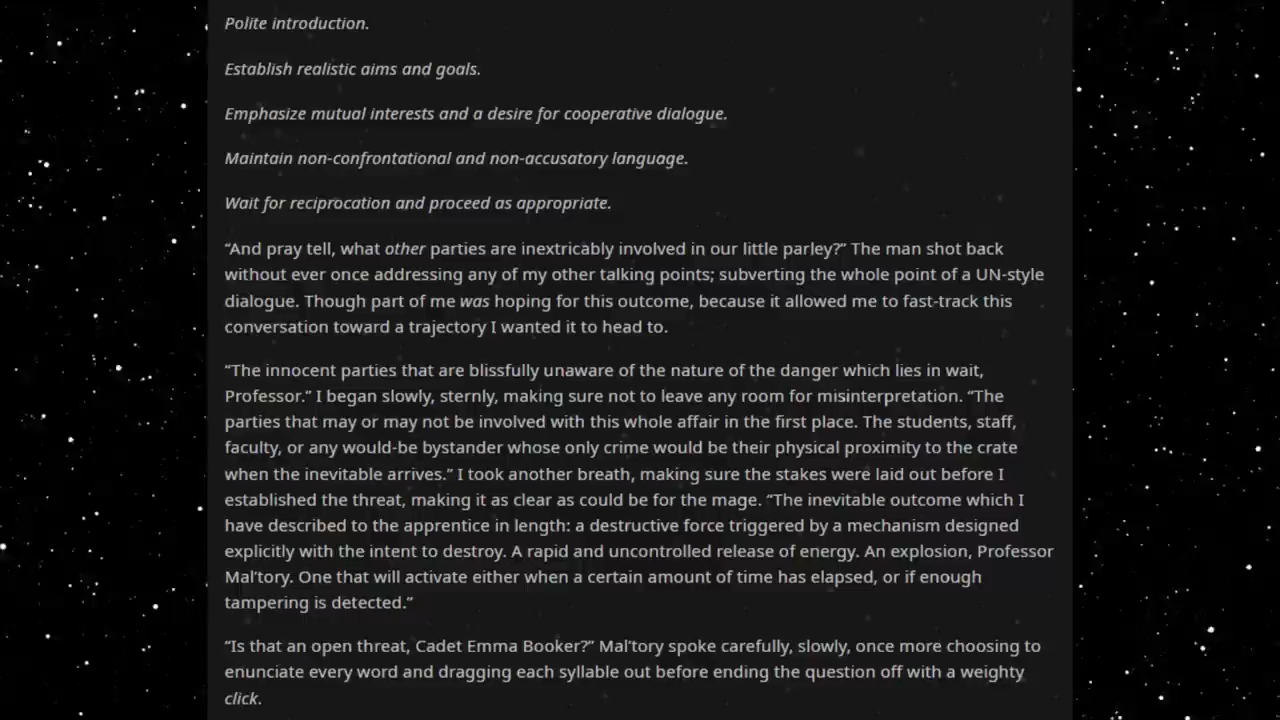 Polite introduction.
Establish realistic aims and goals.
Emphasize mutual interests and a desire for cooperative dialogue.
Maintain non-confrontational and non-accusatory language.
Wait for reciprocation and proceed as appropriate.
“And pray tell, what other parties are inextricably involved in our little parley?” The man shot back
without ever once addressing any of my other talking points; subverting the whole point of a UN-style
dialogue. Though part of me was hoping for this outcome, because it allowed me to fast-track this
conversation toward a trajectory I wanted it to head to.
“The innocent parties that are blissfully unaware of the nature of the danger which lies in wait,
Professor.” I began slowly, sternly, making sure not to leave any room for misinterpretation. “The
parties that may or may not be involved with this whole affair in the first place. The students, staff,
faculty, or any would-be bystander whose only crime would be their physical proximity to the crate
when the inevitable arrives.” I took another breath, making sure the stakes were laid out before I
established the threat, making it as clear as could be for the mage. “The inevitable outcome which I
have described to the apprentice in length: a destructive force triggered by a mechanism designed
explicitly with the intent to destroy. A rapid and uncontrolled release of energy. An explosion, Professor
Mal’tory. One that will activate either when a certain amount of time has elapsed, or if enough
tampering is detected.”
“Is that an open threat, Cadet Emma Booker?” Mal’tory spoke carefully, slowly, once more choosing to
enunciate every word and dragging each syllable out before ending the question off with a weighty
click.